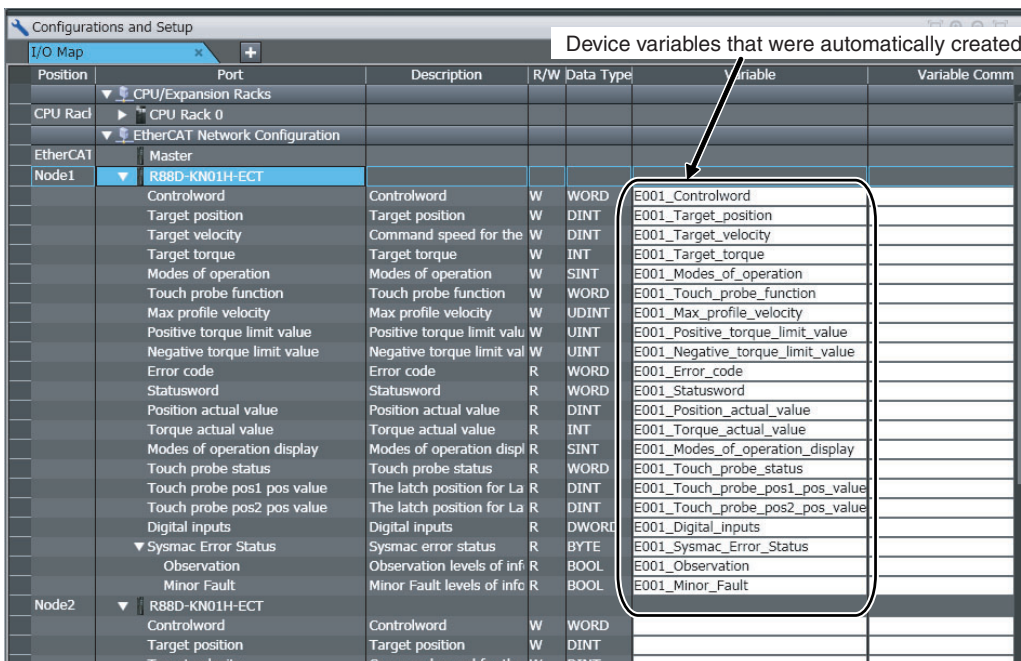 Configurations and Setup
I/O Map
Device variables that were automatically created
Position Port Description R/W Data Type Variable Variable Comm
CPU/Expansion Racks
CPU Rack CPU Rack 0
EtherCAT Network Configuration
EtherCAT Master
Node1 R88D-KN01H-ECT
Controlword Controlword W WORD E001_Controlword
Target position Target position W DINT E001_Target_position
Target velocity Command speed for the W DINT E001_Target_velocity
Target torque Target torque W INT E001_Target_torque
Modes of operation Modes of operation W SINT E001_Modes_of_operation
Touch probe function Touch probe function W WORD E001_Touch_probe_function
Max profile velocity Max profile velocity W UDINT E001_Max_profile_velocity
Positive torque limit value Positive torque limit valu W UINT E001_Positive_torque_limit_value
Negative torque limit value Negative torque limit val W UINT E001_Negative_torque_limit_value
Error code Error code R WORD E001_Error_code
Statusword Statusword R WORD E001_Statusword
Position actual value Position actual value R DINT E001_Position_actual_value
Torque actual value Torque actual value R INT E001_Torque_actual_value
Modes of operation display Modes of operation displ R SINT E001_Modes_of_operation_display
Touch probe status Touch probe status R WORD E001_Touch_probe_status
Touch probe pos1 pos value The latch position for La R DINT E001_Touch_probe_pos1_pos_value
Touch probe pos2 pos value The latch position for La R DINT E001_Touch_probe_pos2_pos_value
Digital inputs Digital inputs R DWORD E001_Digital_inputs
Sysmac Error Status Sysmac error status R BYTE E001_Sysmac_Error_Status
Observation Observation levels of inf R BOOL E001_Observation
Minor Fault Minor Fault levels of info R BOOL E001_Minor_Fault
Node2 R88D-KN01H-ECT
Controlword Controlword W WORD
Target position Target position W DINT